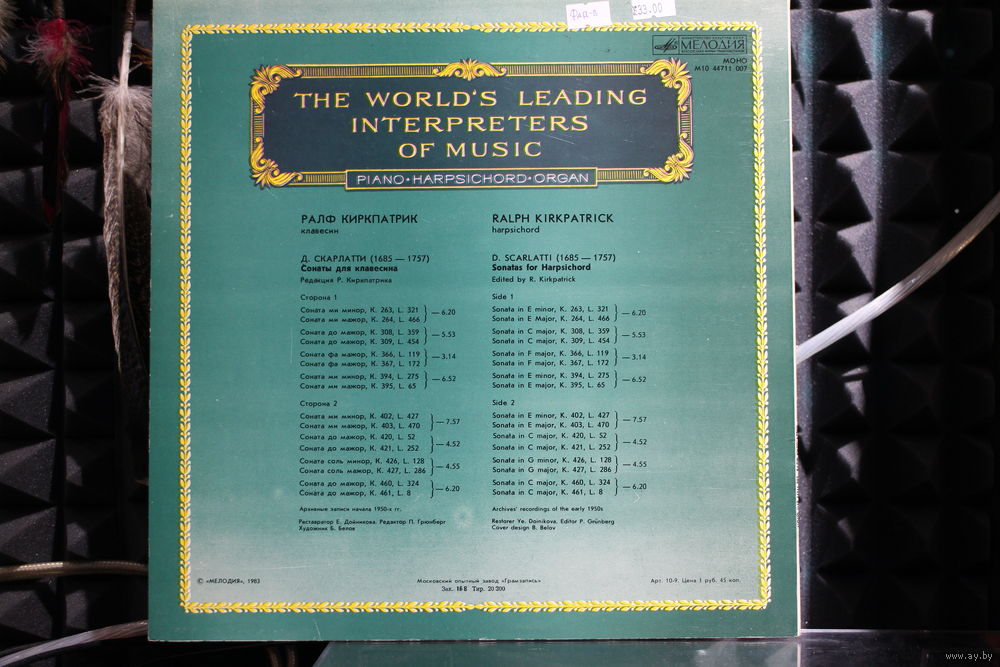 Фил-л
33.00
МЕЛОДИЯ
МОНО
М10 44711 007
THE WORLD'S LEADING
INTERPRETERS
OF MUSIC
PIANO·HARPSICHORD·ORGAN
РАЛФ КИРКПАТРИК
клавесин
Д. СКАРЛАТТИ (1685 — 1757)
Сонаты для клавесина
Редакция Р. Киркпатрика
Сторона 1
Соната ми минор, К. 263, L. 321
Соната ми мажор, К. 264, L. 466 — 6.20
Соната до мажор, К. 308, L. 359
Соната до мажор, К. 309, L. 454 — 5.53
Соната фа мажор, К. 366, L. 119
Соната фа мажор, К. 367, L. 172 — 3.14
Соната ми минор, К. 394, L. 275
Соната ми мажор, К. 395, L. 65 — 6.52
Сторона 2
Соната ми минор, К. 402, L. 427
Соната ми мажор, К. 403, L. 470 — 7.57
Соната до мажор, К. 420, L. 52
Соната до мажор, К. 421, L. 252 — 4.52
Соната соль минор, К. 426, L. 128
Соната соль мажор, К. 427, L. 286 — 4.55
Соната до мажор, К. 460, L. 324
Соната до мажор, К. 461, L. 8 — 6.20
Архивные записи начала 1950-х гг.
Реставратор Е. Дойникова. Редактор П. Грюнберг
Художник Б. Белов
RALPH KIRKPATRICK
harpsichord
D. SCARLATTI (1685 — 1757)
Sonatas for Harpsichord
Edited by R. Kirkpatrick
Side 1
Sonata in E minor, K. 263, L. 321
Sonata in E Major, K. 264, L. 466 — 6.20
Sonata in C major, K. 308, L. 359
Sonata in C major, K. 309, L. 454 — 5.53
Sonata in F major, K. 366, L. 119
Sonata in F major, K. 367, L. 172 — 3.14
Sonata in E minor, K. 394, L. 275
Sonata in E major, K. 395, L. 65 — 6.52
Side 2
Sonata in E minor, K. 402, L. 427
Sonata in E major, K. 403, L. 470 — 7.57
Sonata in C major, K. 420, L. 52
Sonata in C major, K. 421, L. 252 — 4.52
Sonata in G minor, K. 426, L. 128
Sonata in G major, K. 427, L. 286 — 4.55
Sonata in C major, K. 460, L. 324
Sonata in C major, K. 461, L. 8 — 6.20
Archives' recordings of the early 1950s
Restorer Ye. Doinikova. Editor P. Grünberg
Cover design B. Belov
© «МЕЛОДИЯ», 1983
Московский опытный завод «Грамзапись»
Зак. 168 Тир. 20 300
Арт. 10-9. Цена 1 руб. 45 коп.
www.ay.by